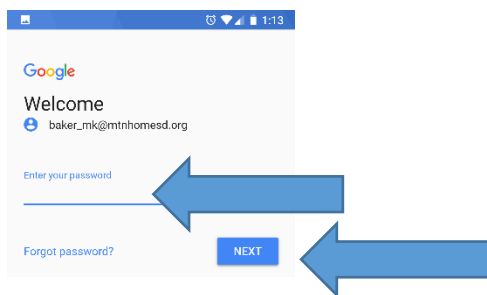 1:13
Google
Welcome
baker_mk@mtnhomesd.org
Enter your password
Forgot password? NEXT